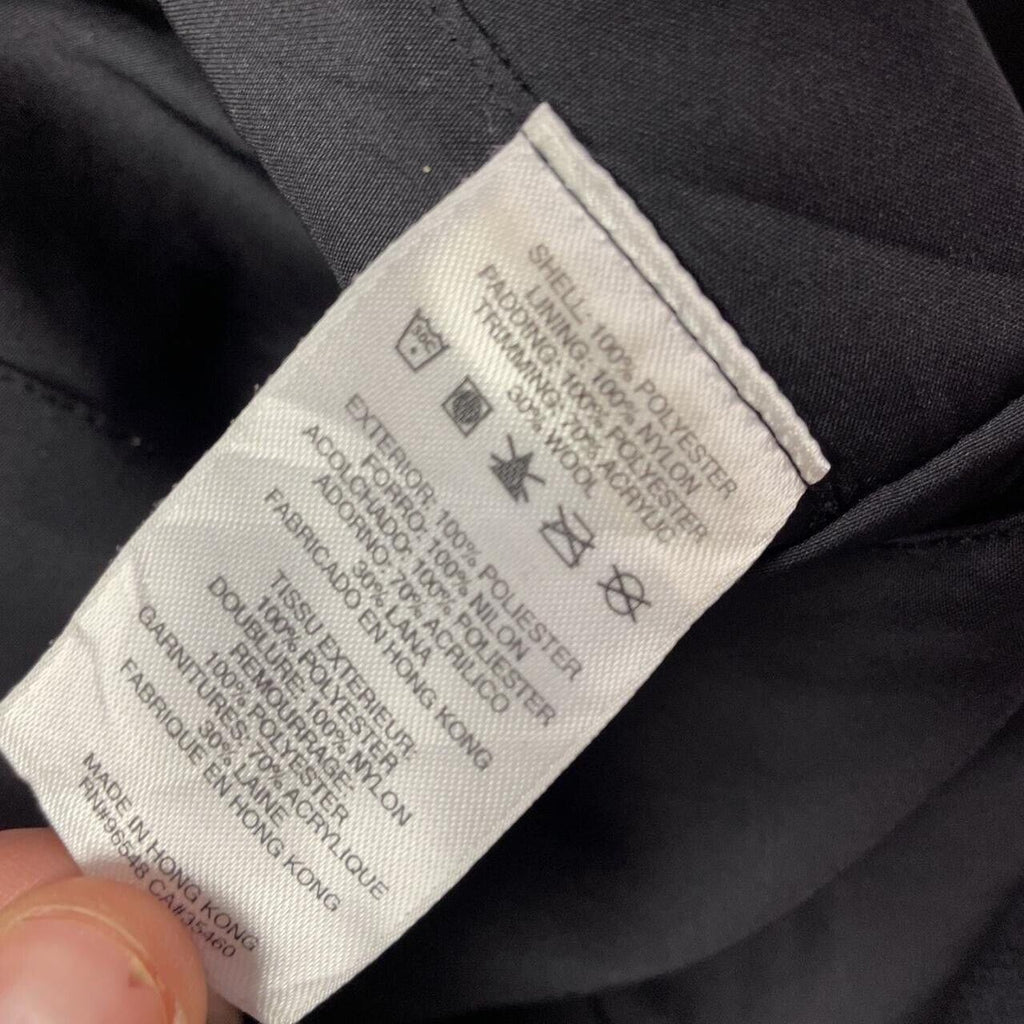 SHELL: 100% POLYESTER
LINING: 100% NYLON
PADDING: 100% POLYESTER
TRIMMING: 70% ACRYLIC
30% WOOL
30C
EXTERIOR: 100% POLIESTER
FORRO: 100% NILON
ACOLCHADO: 100% POLIESTER
ADORNO: 70% ACRILICO
30% LANA
FABRICADO EN HONG KONG
TISSU EXTERIEUR:
100% POLYESTER
DOUBLURE: 100% NYLON
REMOURRAGE:
100% POLYESTER
GARNITURES: 70% ACRYLIQUE
30% LAINE
FABRIQUE EN HONG KONG
MADE IN HONG KONG
RN#96548 CA#35460